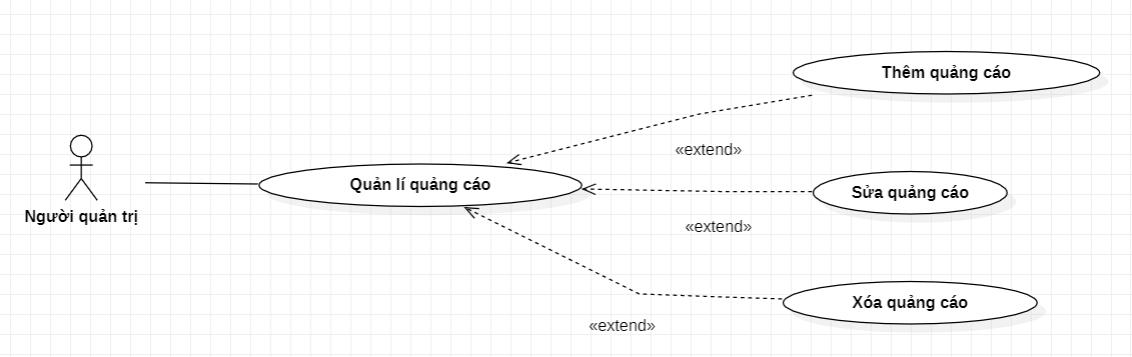 Thêm quảng cáo
«extend»
Người quản trị
Quản lí quảng cáo
Sửa quảng cáo
«extend»
Xóa quảng cáo
«extend»